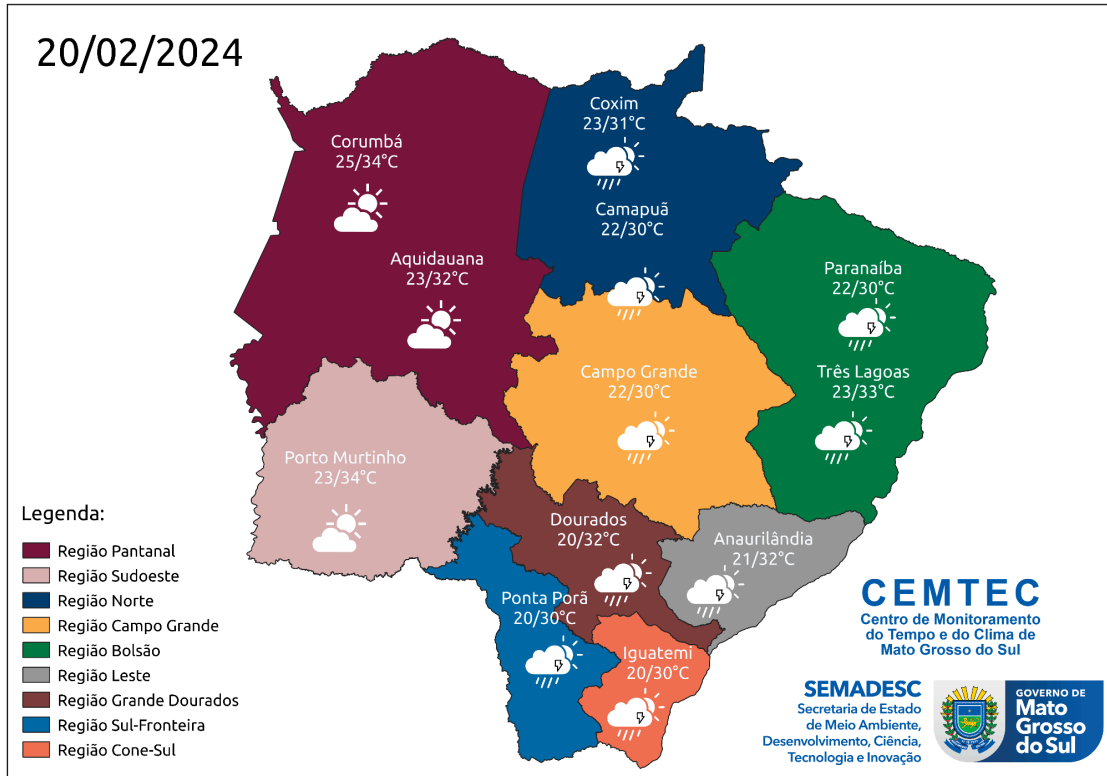 20/02/2024
Coxim
23/31°C
Corumbá
25/34°C
Camapuã
22/30°C
Aquidauana
23/32°C
Paranaíba
22/30°C
Campo Grande
22/30°C
Três Lagoas
23/33°C
Porto Murtinho
23/34°C
Dourados
20/32°C
Anaurilândia
21/32°C
Ponta Porã
20/30°C
Iguatemi
20/30°C
Legenda:
Região Pantanal
Região Sudoeste
Região Norte
Região Campo Grande
Região Bolsão
Região Leste
Região Grande Dourados
Região Sul-Fronteira
Região Cone-Sul
CEMTEC
Centro de Monitoramento
do Tempo e do Clima de
Mato Grosso do Sul
SEMADESC
Secretaria de Estado
de Meio Ambiente,
Desenvolvimento, Ciência,
Tecnologia e Inovação
GOVERNO DE
Mato
Grosso
do Sul